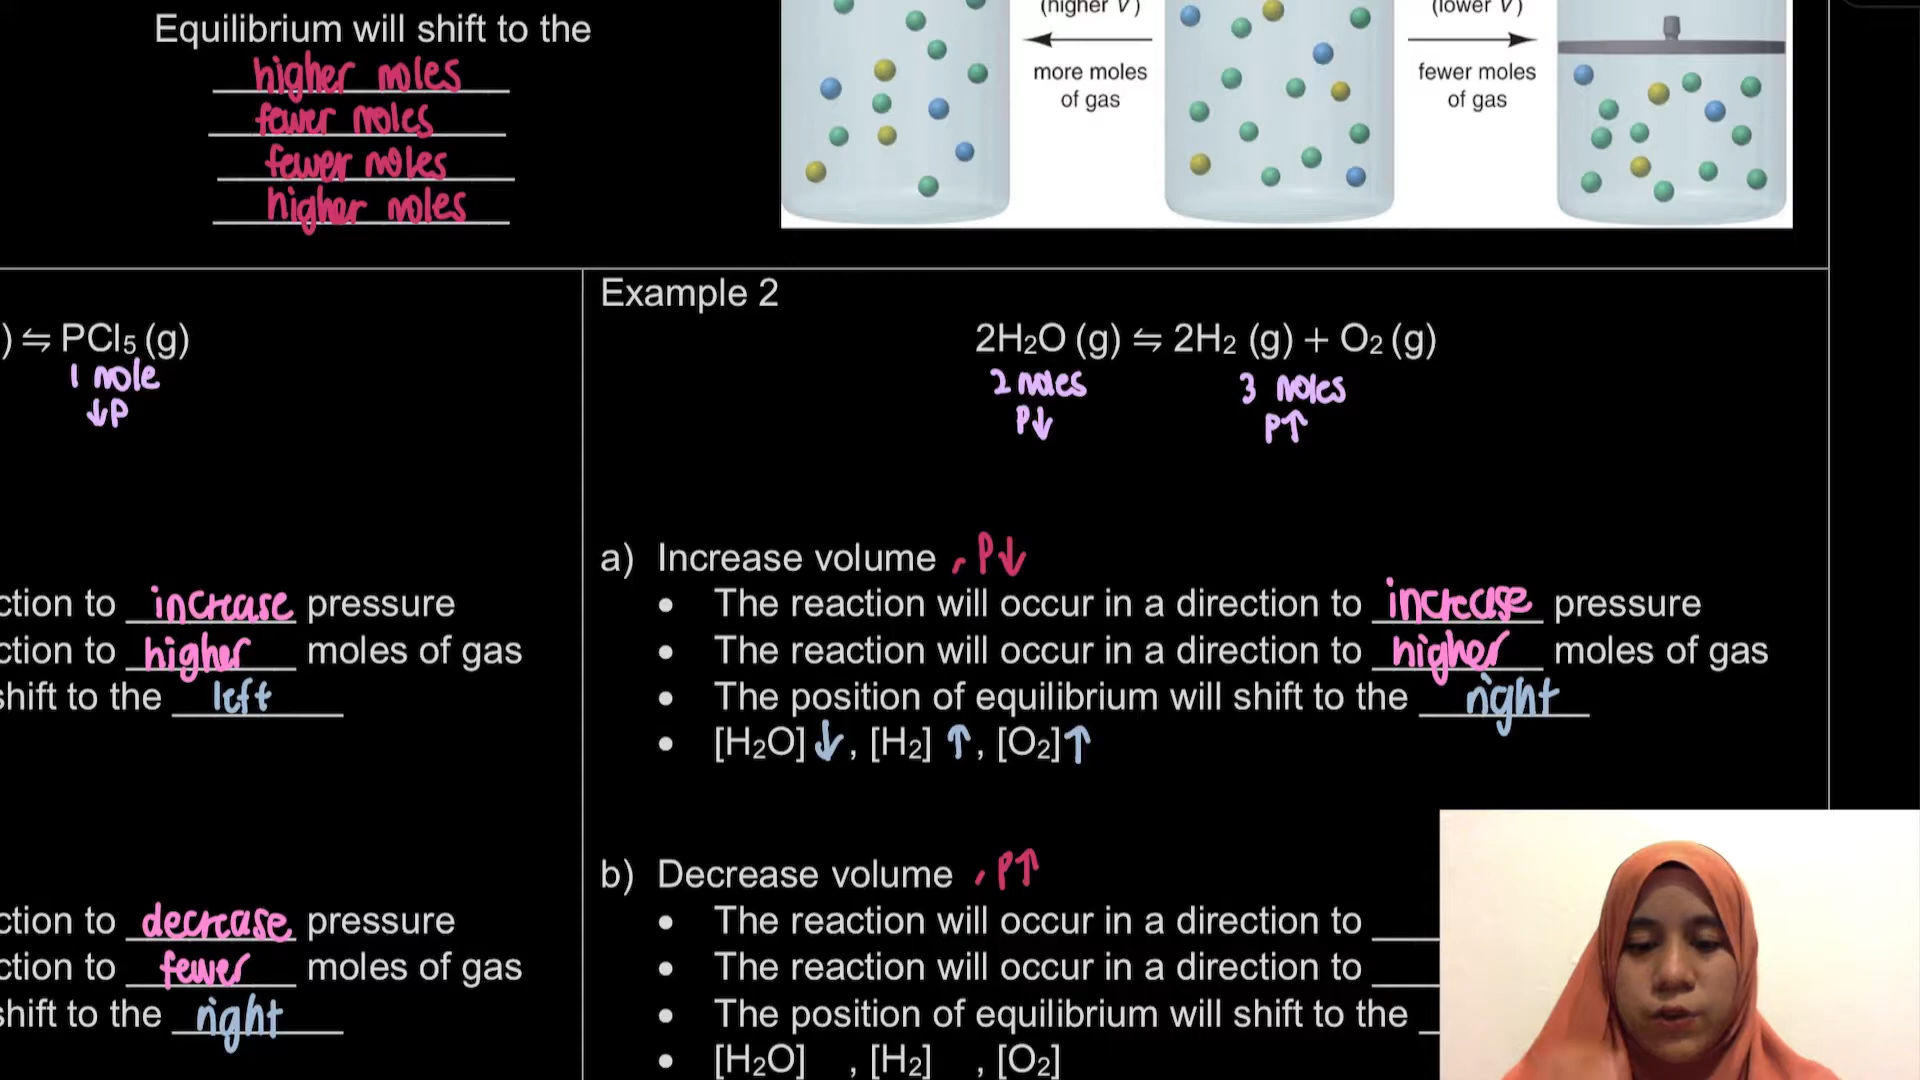 Equilibrium will shift to the
higher moles
fewer moles
fewer moles
higher moles
(higher V)
more moles
of gas
(lower V)
fewer moles
of gas
) ⇋ PCl₅ (g)
1 mole
↓P
ction to increase pressure
ction to higher moles of gas
shift to the left
ction to decrease pressure
ction to fewer moles of gas
shift to the right
Example 2
2H₂O (g) ⇋ 2H₂ (g) + O₂ (g)
2 moles 3 moles
P↓ P↑
a) Increase volume , P↓
• The reaction will occur in a direction to increase pressure
• The reaction will occur in a direction to higher moles of gas
• The position of equilibrium will shift to the right
• [H₂O] ↓ , [H₂] ↑ , [O₂] ↑
b) Decrease volume , P↑
• The reaction will occur in a direction to ___
• The reaction will occur in a direction to ___
• The position of equilibrium will shift to the _
• [H₂O] , [H₂] , [O₂]